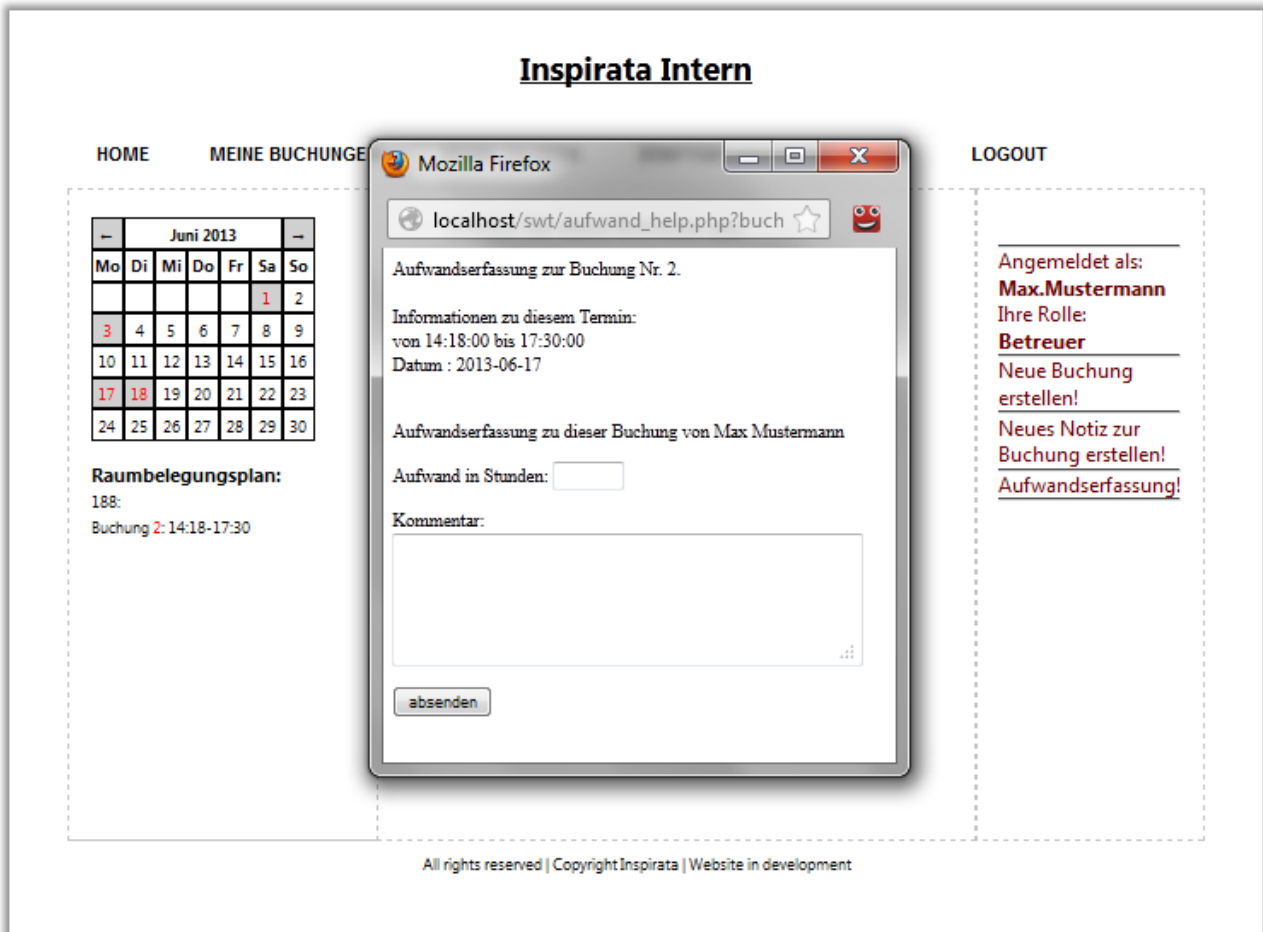 Inspirata Intern
HOME MEINE BUCHUNGE LOGOUT
← Juni 2013 →
Mo Di Mi Do Fr Sa So
1 2
3 4 5 6 7 8 9
10 11 12 13 14 15 16
17 18 19 20 21 22 23
24 25 26 27 28 29 30
Raumbelegungsplan:
188:
Buchung 2: 14:18-17:30
Mozilla Firefox
localhost/swt/aufwand_help.php?buch
Aufwandserfassung zur Buchung Nr. 2.
Informationen zu diesem Termin:
von 14:18:00 bis 17:30:00
Datum : 2013-06-17
Aufwandserfassung zu dieser Buchung von Max Mustermann
Aufwand in Stunden:
Kommentar:
absenden
Angemeldet als:
Max.Mustermann
Ihre Rolle:
Betreuer
Neue Buchung
erstellen!
Neues Notiz zur
Buchung erstellen!
Aufwandserfassung!
All rights reserved | Copyright Inspirata | Website in development